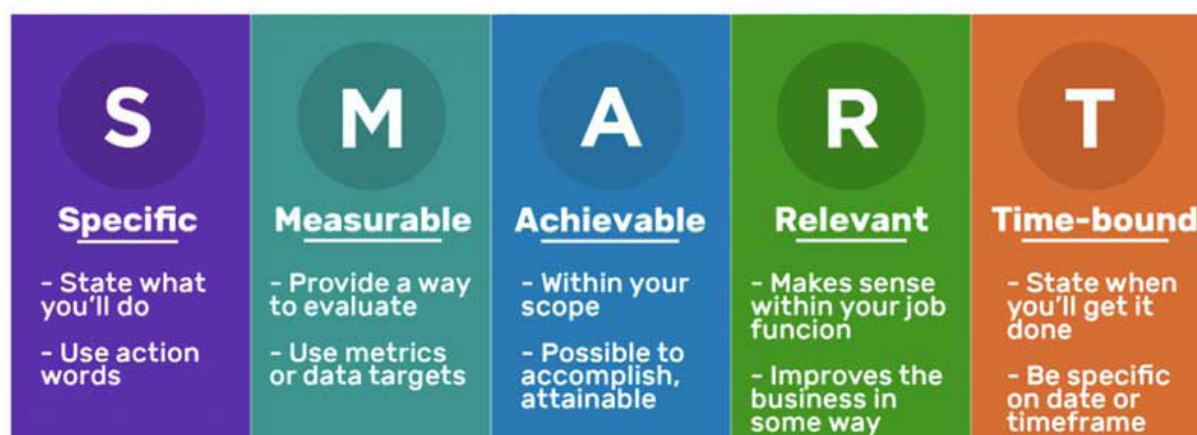 S
Specific
- State what
you'll do
- Use action
words
M
Measurable
- Provide a way
to evaluate
- Use metrics
or data targets
A
Achievable
- Within your
scope
- Possible to
accomplish,
attainable
R
Relevant
- Makes sense
within your job
funcion
- Improves the
business in
some way
T
Time-bound
- State when
you'll get it
done
- Be specific
on date or
timeframe